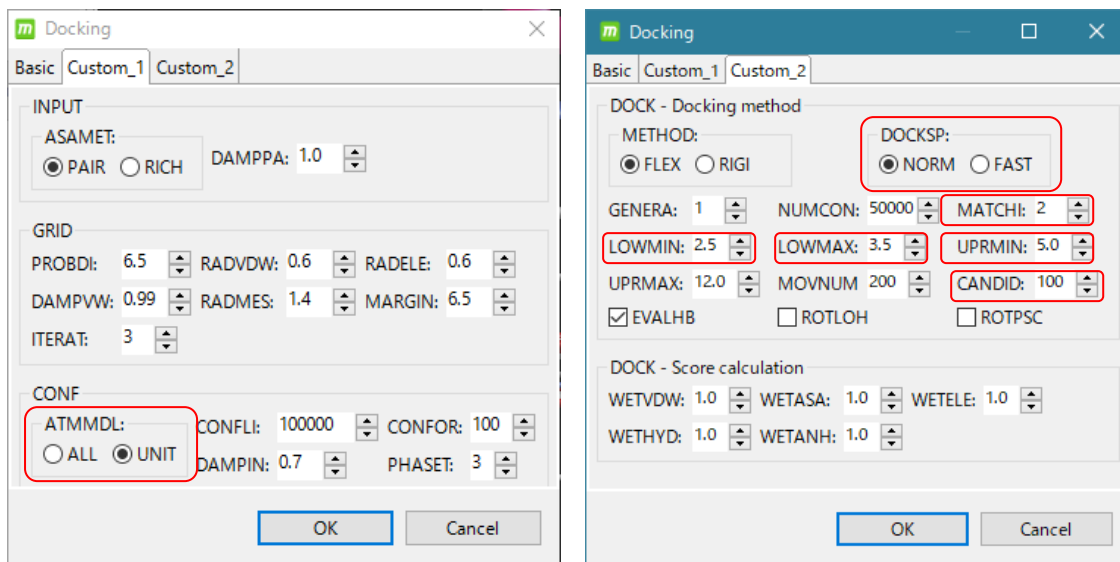 Docking
Basic Custom_1 Custom_2
INPUT
ASAMET:
PAIR RICH DAMPPA: 1.0
GRID
PROBDI: 6.5 RADVDW: 0.6 RADELE: 0.6
DAMPVW: 0.99 RADMES: 1.4 MARGIN: 6.5
ITERAT: 3
CONF
ATMMDL:
ALL UNIT
CONFLI: 100000 CONFOR: 100
DAMPIN: 0.7 PHASET: 3
OK Cancel
Docking
Basic Custom_1 Custom_2
DOCK - Docking method
METHOD: DOCKSP:
FLEX RIGI NORM FAST
GENERA: 1 NUMCON: 50000 MATCHI: 2
LOWMIN: 2.5 LOWMAX: 3.5 UPRMIN: 5.0
UPRMAX: 12.0 MOVNUM 200 CANDID: 100
EVALHB ROTLOH ROTPSC
DOCK - Score calculation
WETVDW: 1.0 WETASA: 1.0 WETELE: 1.0
WETHYD: 1.0 WETANH: 1.0
OK Cancel